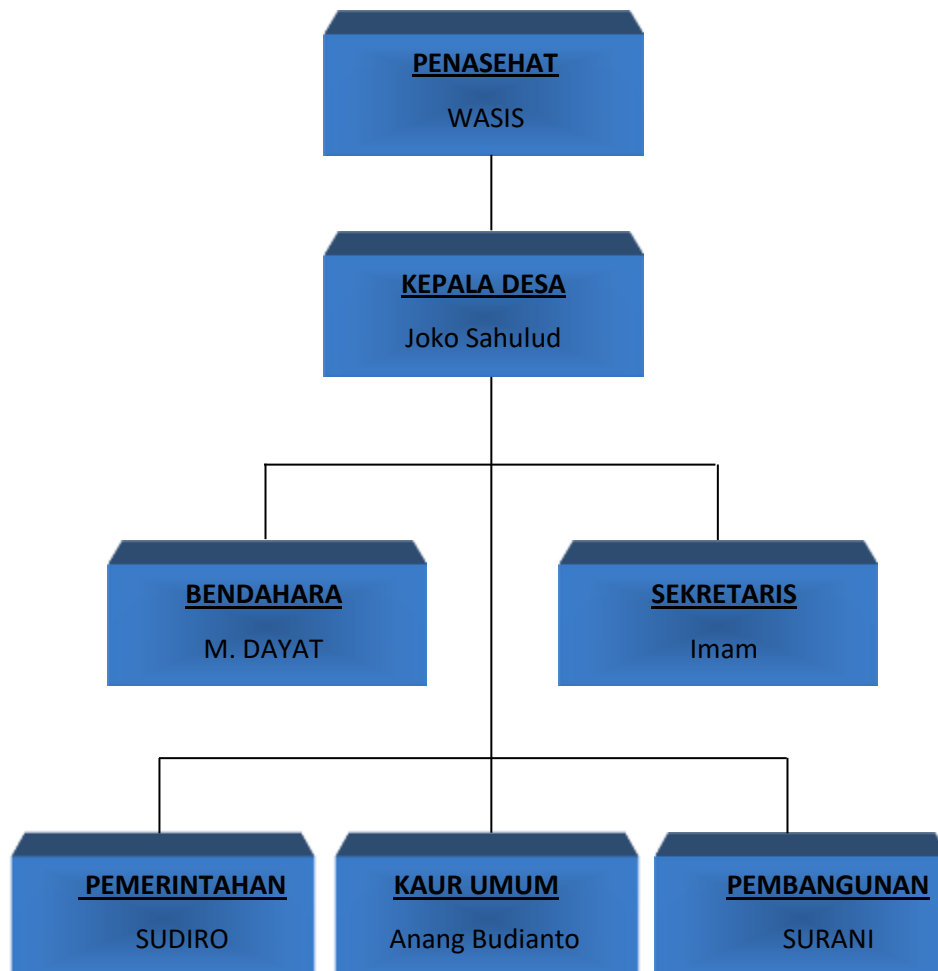 PENASEHAT
WASIS
KEPALA DESA
Joko Sahulud
BENDAHARA
M. DAYAT
SEKRETARIS
Imam
PEMERINTAHAN
SUDIRO
KAUR UMUM
Anang Budianto
PEMBANGUNAN
SURANI